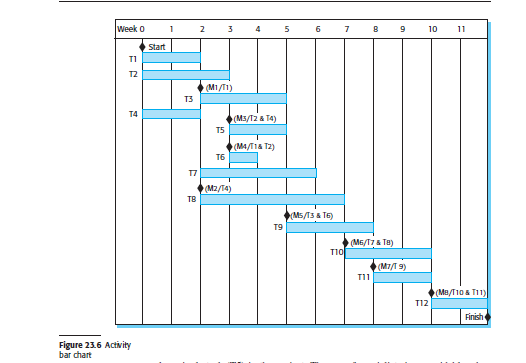 Week 0 1 2 3 4 5 6 7 8 9 10 11
Start
T1
T2
(M1/T1)
T3
T4
(M3/T2 & T4)
T5
(M4/T1& T2)
T6
T7
(M2/T4)
T8
(M5/T3 & T6)
T9
(M6/T7 & T8)
T10
(M7/T 9)
T11
(M8/T10 & T11)
T12
Finish
Figure 23.6 Activity
bar chart